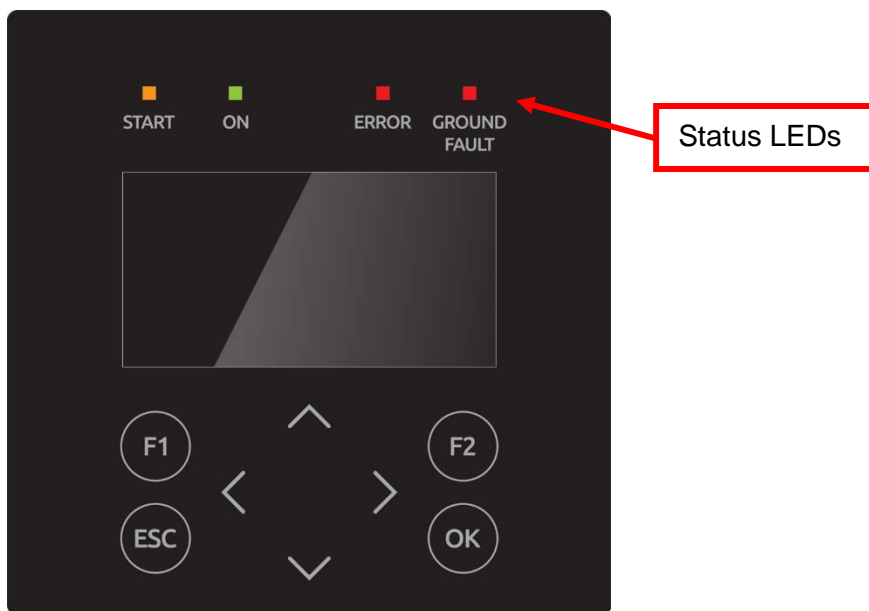 START ON ERROR GROUND
FAULT
Status LEDs
F1 F2
ESC OK